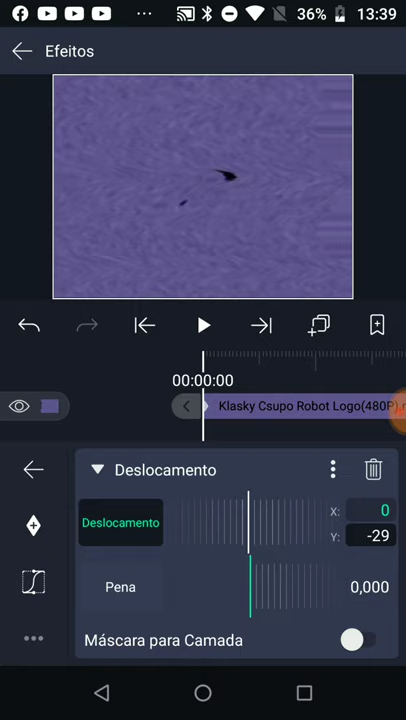 36% 13:39
Efeitos
00:00:00
Klasky Csupo Robot Logo(480P).
Deslocamento
Deslocamento
X: 0
Y: -29
Pena
0,000
Máscara para Camada